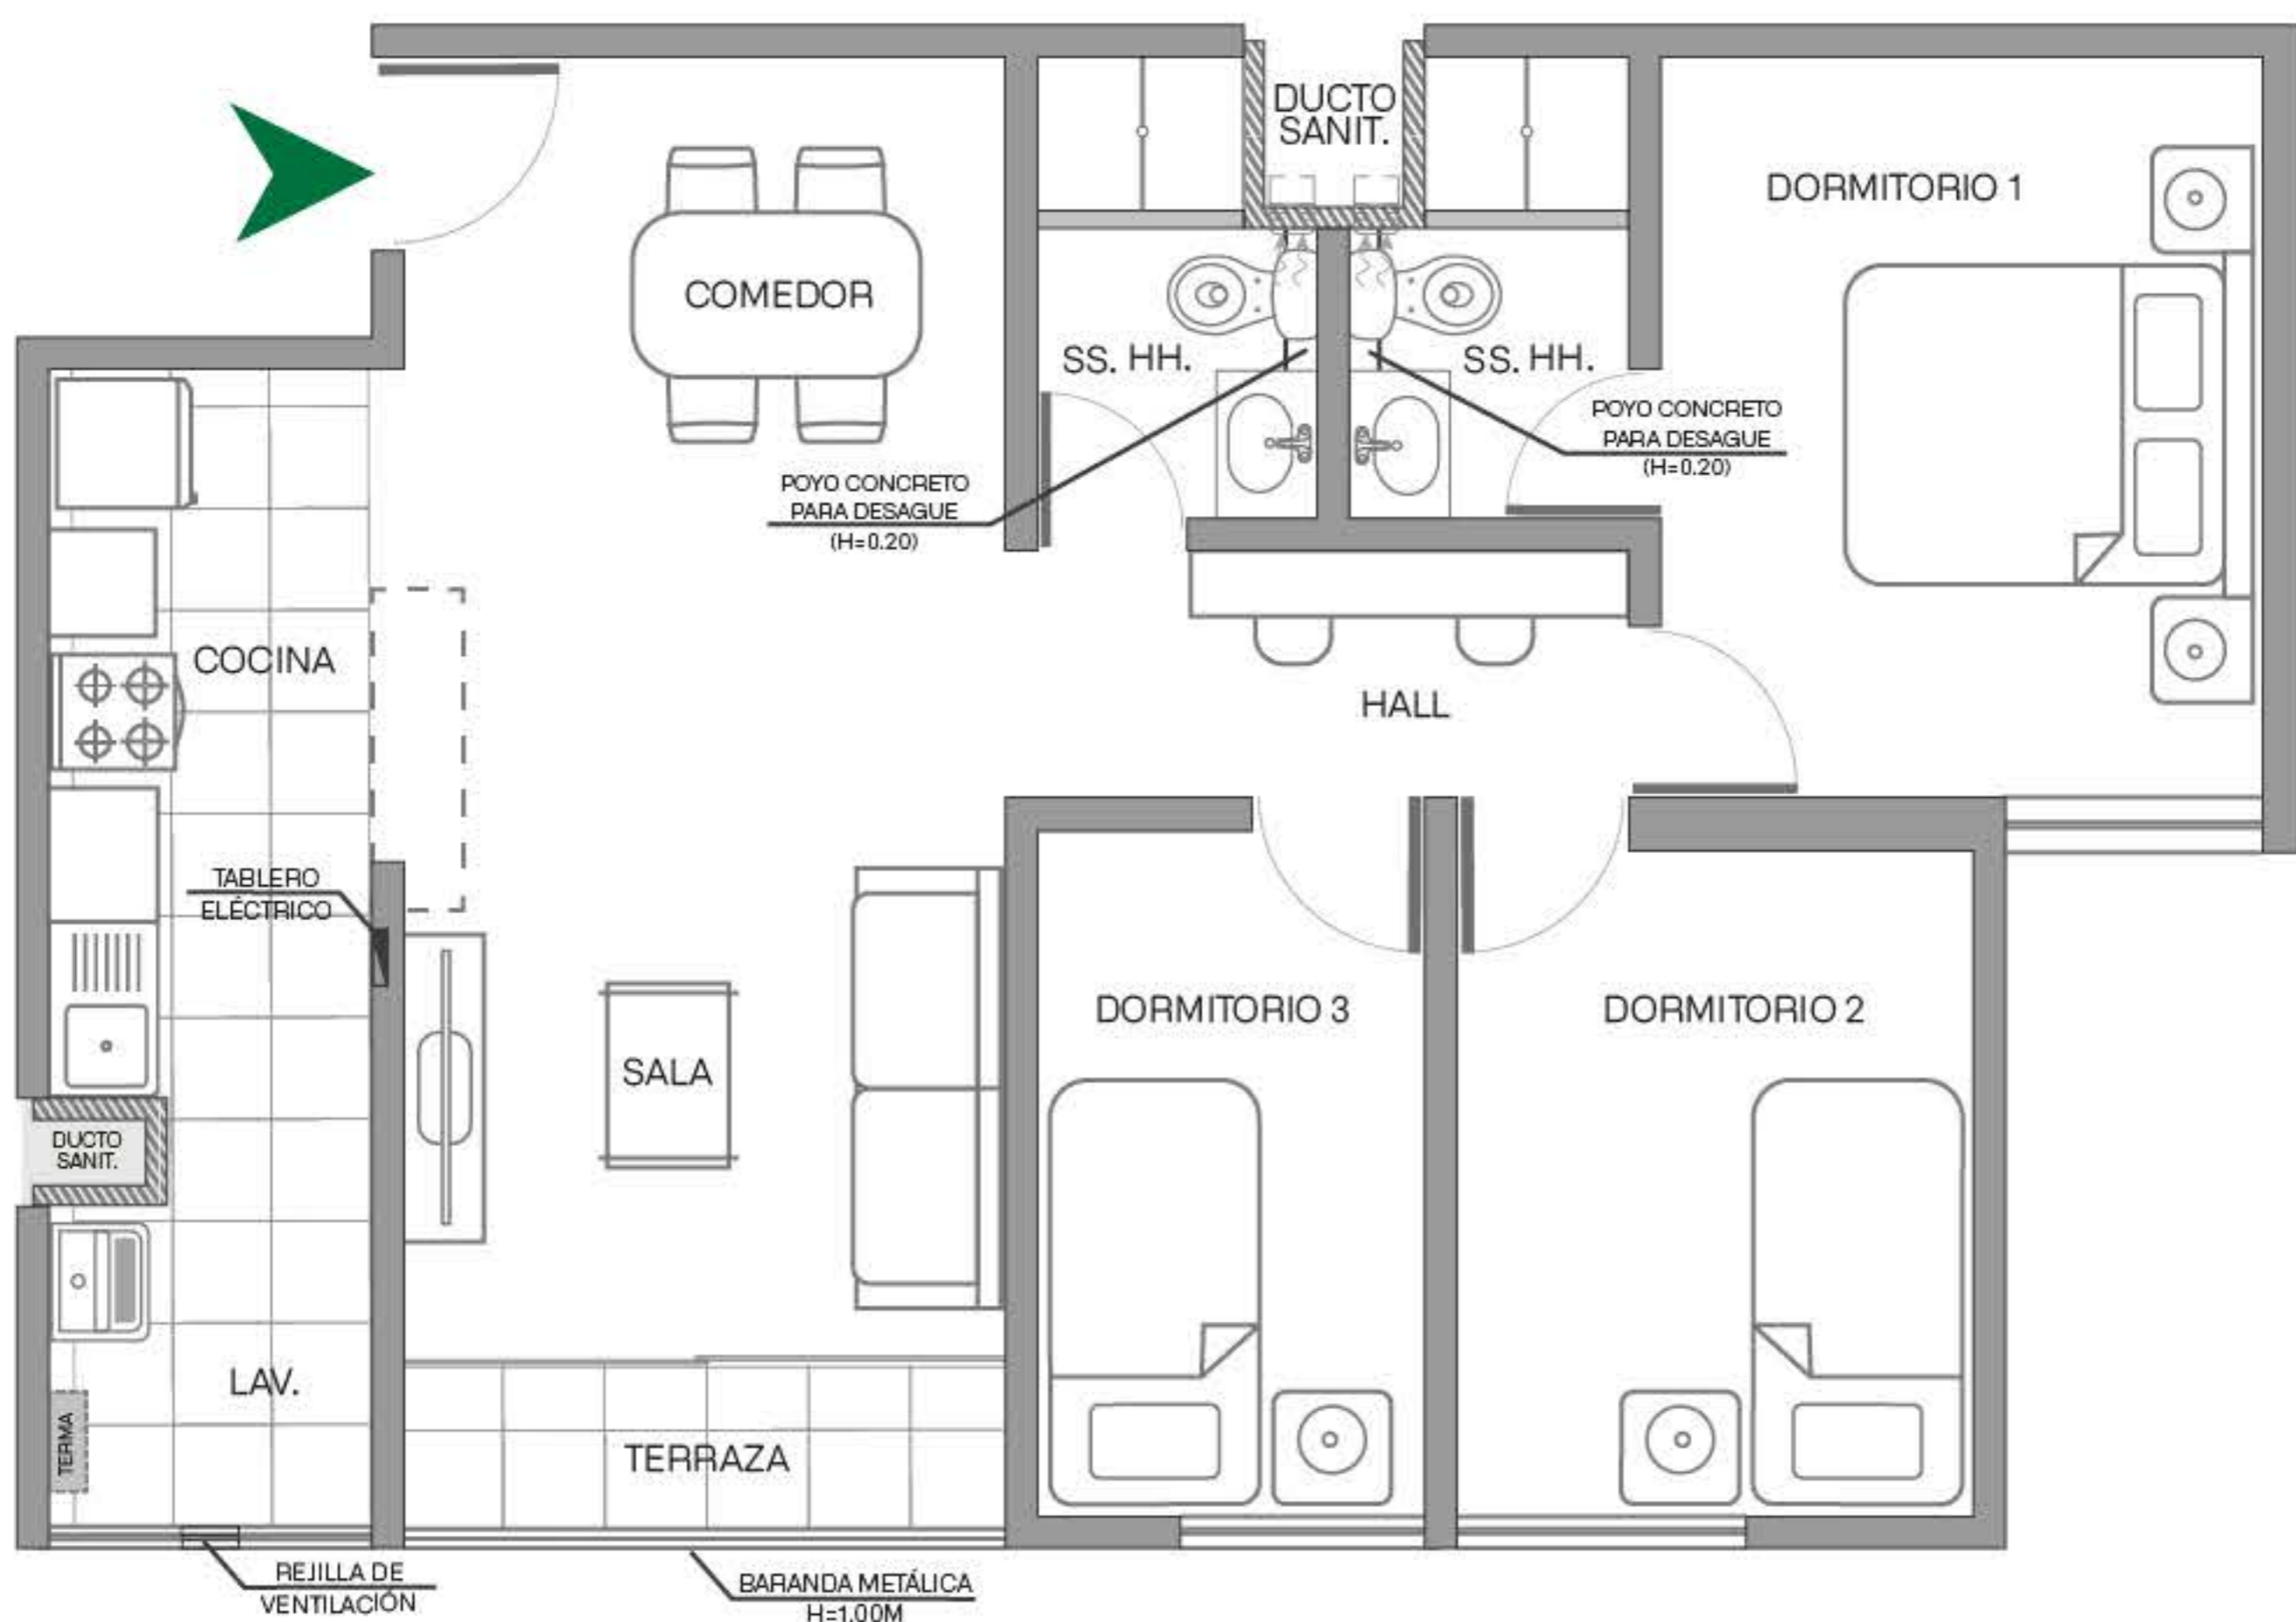 DUCTO
SANIT.
DORMITORIO 1
COMEDOR
SS. HH.
SS. HH.
POYO CONCRETO
PARA DESAGUE
(H=0.20)
POYO CONCRETO
PARA DESAGUE
(H=0.20)
COCINA
HALL
TABLERO
ELÉCTRICO
DORMITORIO 3
DORMITORIO 2
SALA
DUCTO
SANIT.
LAV.
TERMA
TERRAZA
REJILLA DE
VENTILACIÓN
BARANDA METÁLICA
H=1.00M